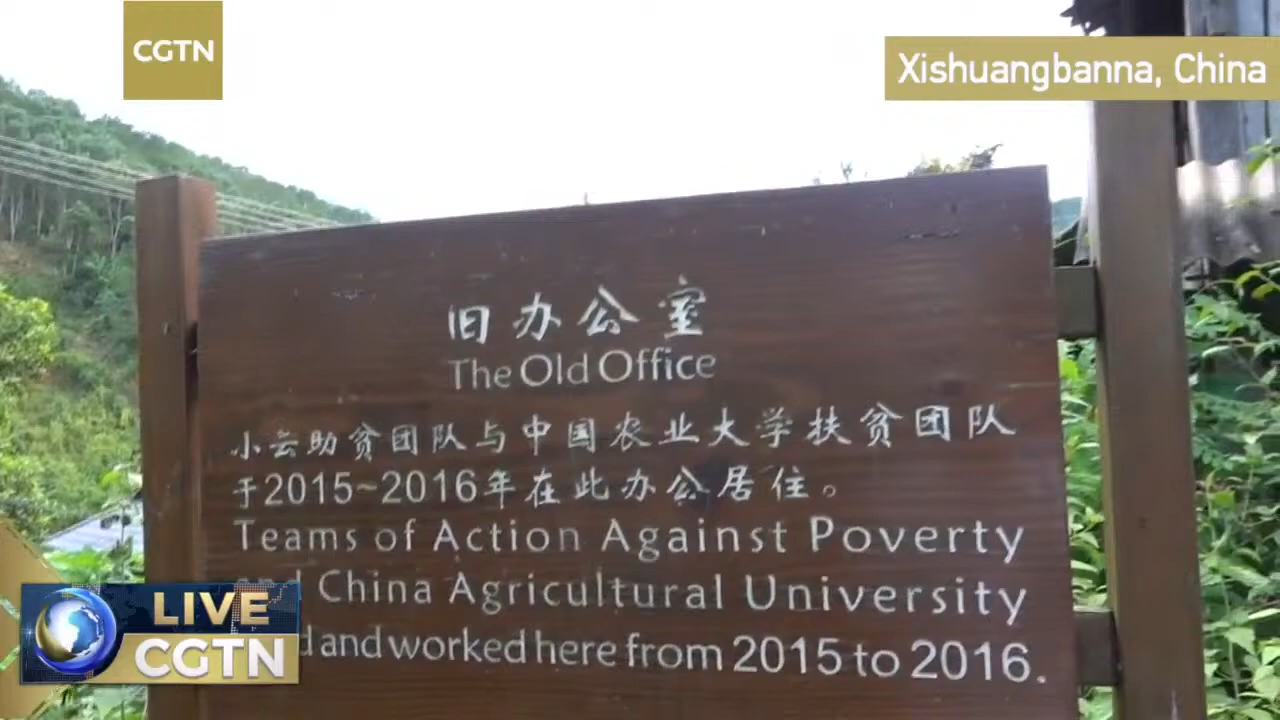 CGTN
Xishuangbanna, China
旧办公室
The Old Office
小云助贫团队与中国农业大学扶贫团队
于2015~2016年在此办公居住。
Teams of Action Against Poverty
China Agricultural University
and worked here from 2015 to 2016.
LIVE
CGTN